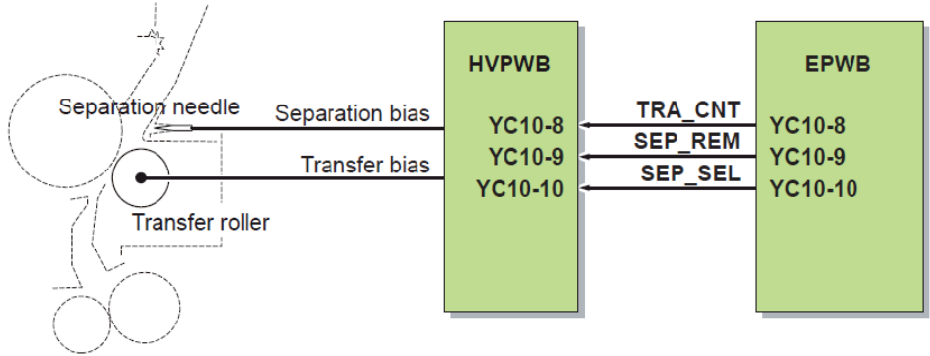 HVPWB
EPWB
Separation needle
Separation bias
YC10-8
TRA_CNT
YC10-8
Transfer bias
YC10-9
SEP_REM
YC10-9
YC10-10
SEP_SEL
YC10-10
Transfer roller